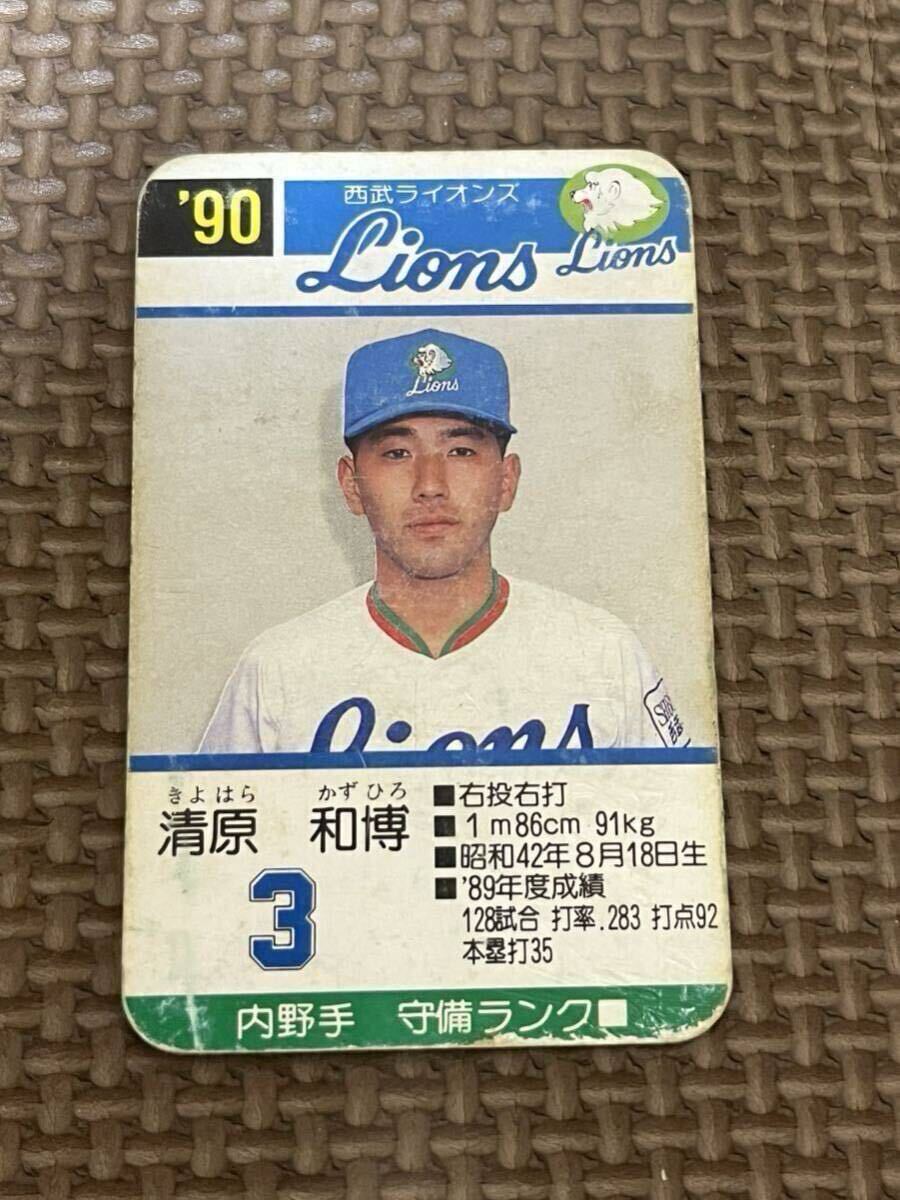 '90
西武ライオンズ
Lions
Lions
Lions
Lions
きよはら かずひろ
清原 和博
3
■右投右打
■1m86cm 91kg
■昭和42年8月18日生
■'89年度成績
128試合 打率.283 打点92
本塁打35
内野手 守備ランク■